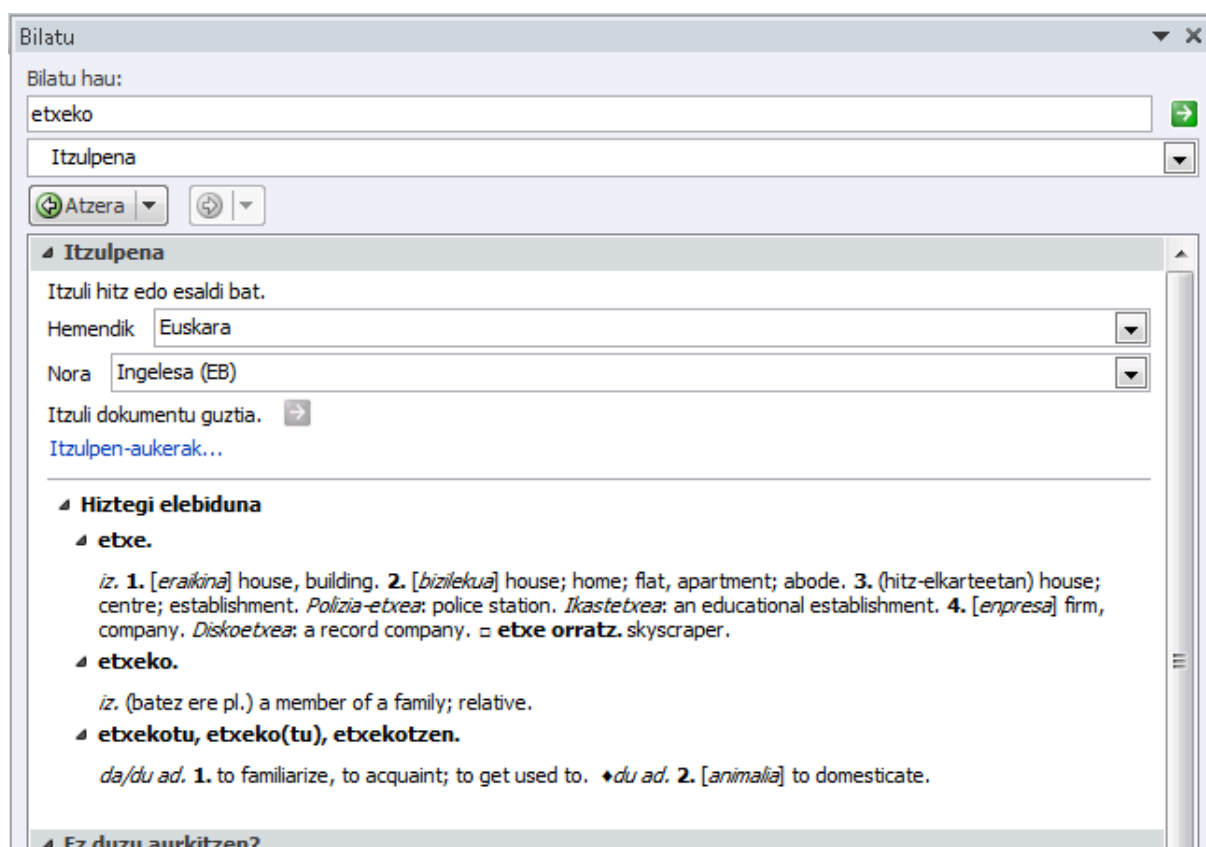 Bilatu
Bilatu hau:
etxeko
Itzulpena
Atzera
Itzulpena
Itzuli hitz edo esaldi bat.
Hemendik Euskara
Nora Ingelesa (EB)
Itzuli dokumentu guztia.
Itzulpen-aukerak...
Hiztegi elebiduna
etxe.
iz. 1. [eraikina] house, building. 2. [bizilekua] house; home; flat, apartment; abode. 3. (hitz-elkarteetan) house;
centre; establishment. Polizia-etxea: police station. Ikastetxea: an educational establishment. 4. [enpresa] firm,
company. Diskoetxea: a record company. □ etxe orratz. skyscraper.
etxeko.
iz. (batez ere pl.) a member of a family; relative.
etxekotu, etxeko(tu), etxekotzen.
da/du ad. 1. to familiarize, to acquaint; to get used to. ♦du ad. 2. [animalia] to domesticate.
Ez duzu aurkitzen?